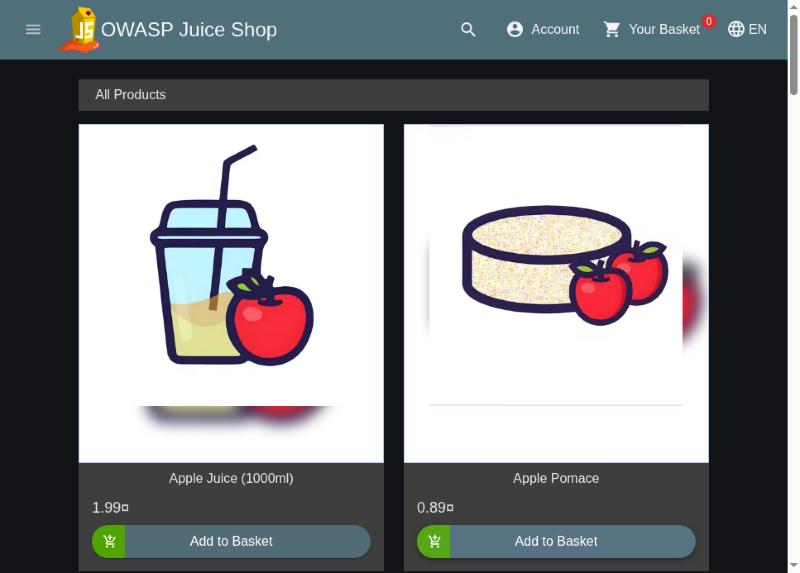 JS
OWASP Juice Shop
Account
Your Basket
0
EN
All Products
Apple Juice (1000ml)
1.99¤
Add to Basket
Apple Pomace
0.89¤
Add to Basket